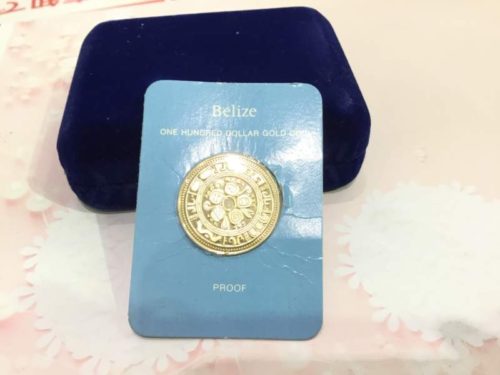 Belize
ONE HUNDRED DOLLAR GOLD COIN
PROOF